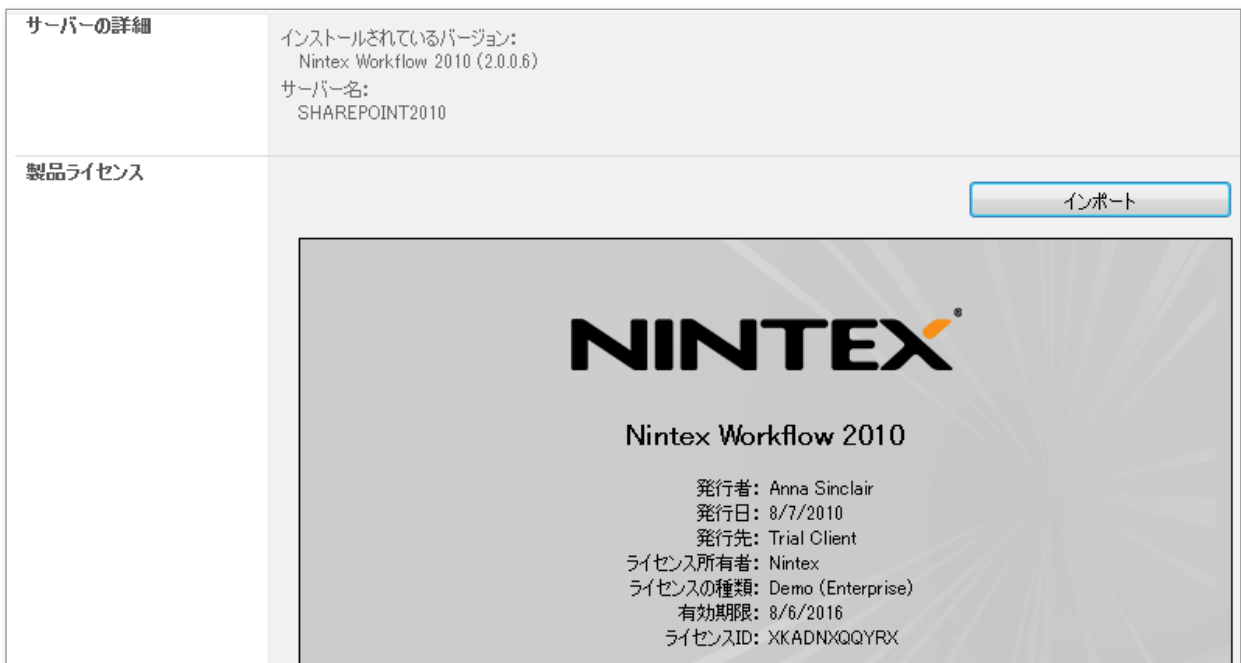 サーバーの詳細
インストールされているバージョン:
Nintex Workflow 2010 (2.0.0.6)
サーバー名:
SHAREPOINT2010
製品ライセンス
インポート
NINTEX®
Nintex Workflow 2010
発行者: Anna Sinclair
発行日: 8/7/2010
発行先: Trial Client
ライセンス所有者: Nintex
ライセンスの種類: Demo (Enterprise)
有効期限: 8/6/2016
ライセンスID: XKADNXQQYRX